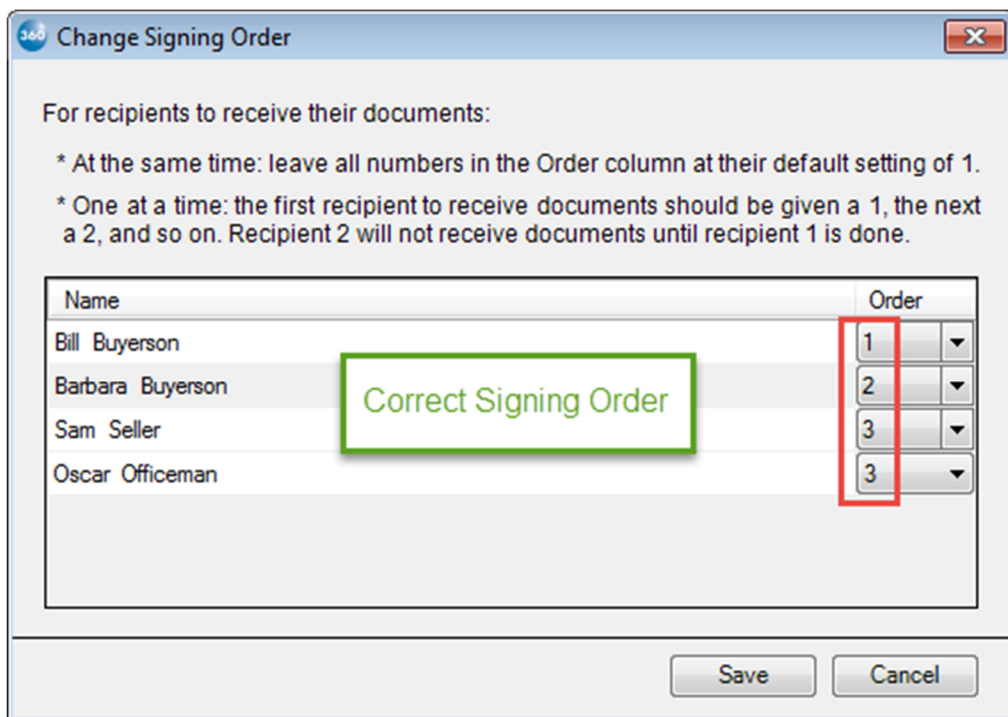 360 Change Signing Order
For recipients to receive their documents:
* At the same time: leave all numbers in the Order column at their default setting of 1.
* One at a time: the first recipient to receive documents should be given a 1, the next
a 2, and so on. Recipient 2 will not receive documents until recipient 1 is done.
Name Order
Bill Buyerson 1
Barbara Buyerson 2
Correct Signing Order
Sam Seller 3
Oscar Officeman 3
Save Cancel